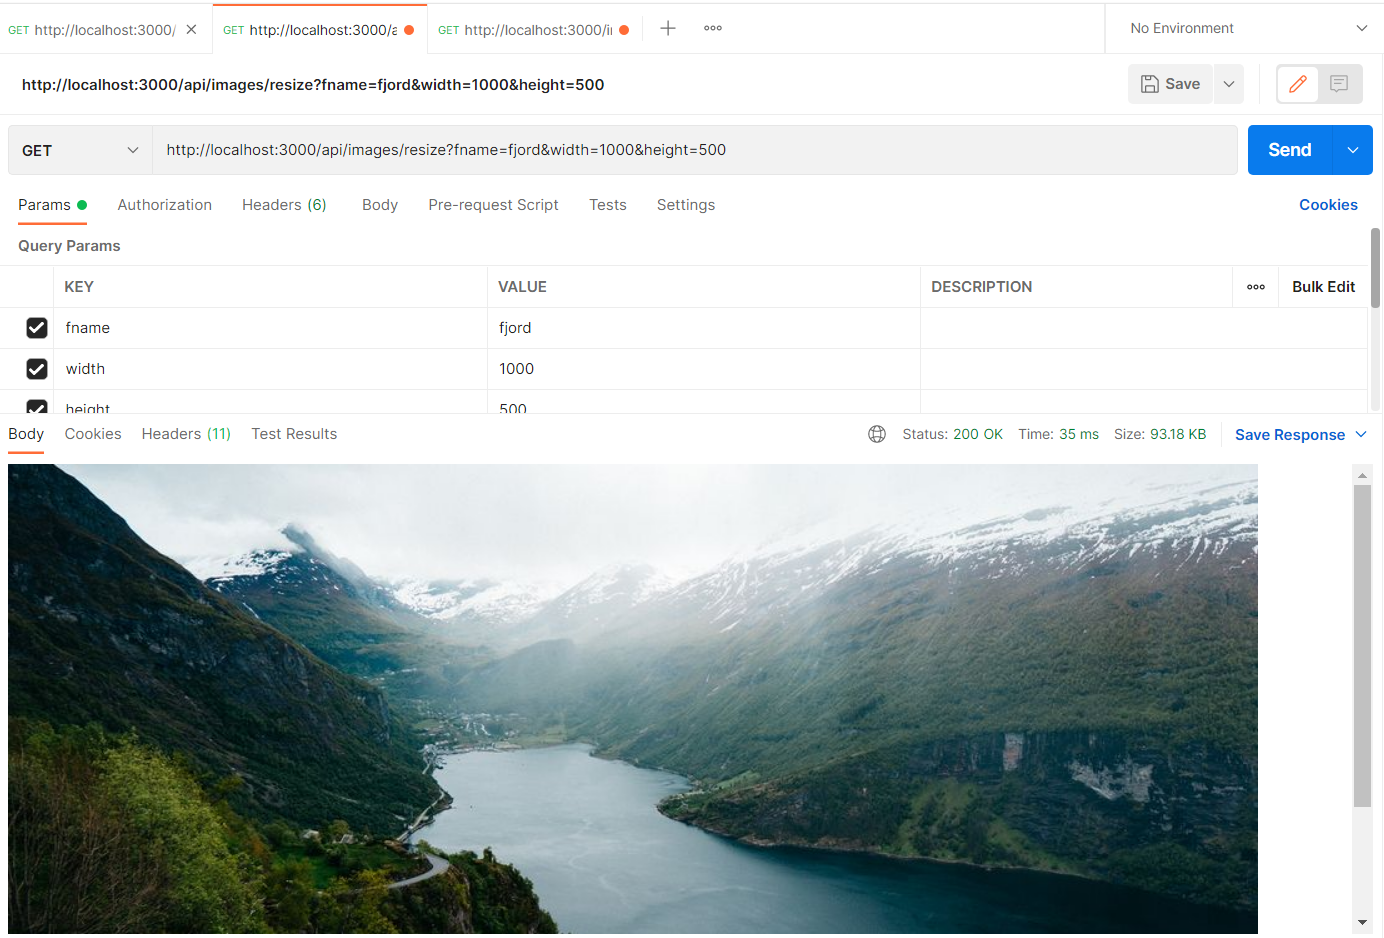 GET http://localhost:3000/ GET http://localhost:3000/a GET http://localhost:3000/i No Environment
http://localhost:3000/api/images/resize?fname=fjord&width=1000&height=500 Save
GET http://localhost:3000/api/images/resize?fname=fjord&width=1000&height=500 Send
Params Authorization Headers (6) Body Pre-request Script Tests Settings Cookies
Query Params
KEY VALUE DESCRIPTION Bulk Edit
fname fjord
width 1000
height 500
Body Cookies Headers (11) Test Results Status: 200 OK Time: 35 ms Size: 93.18 KB Save Response